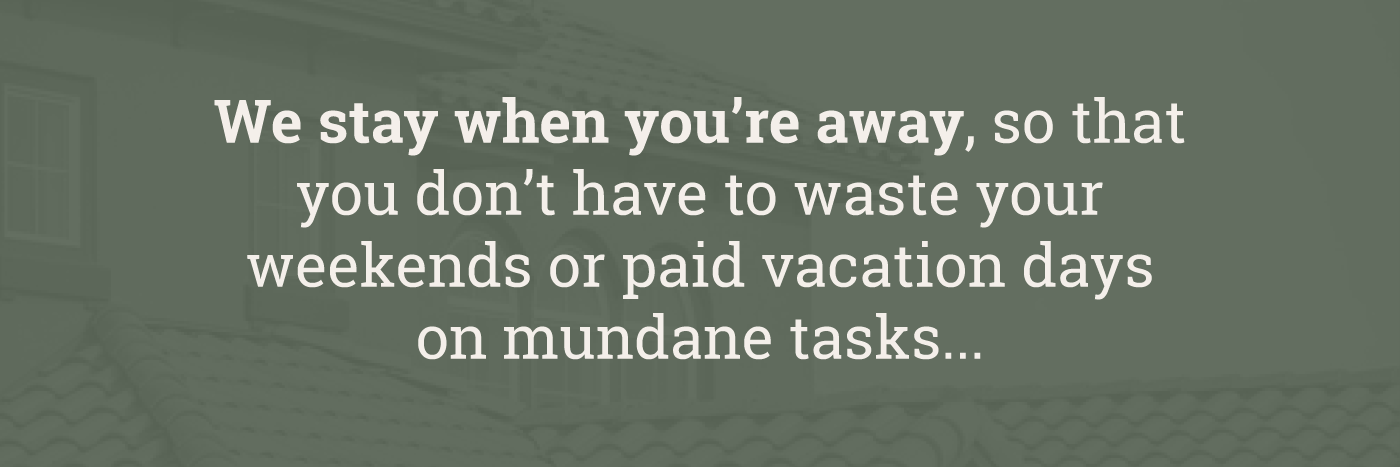 We stay when you’re away, so that
you don’t have to waste your
weekends or paid vacation days
on mundane tasks...